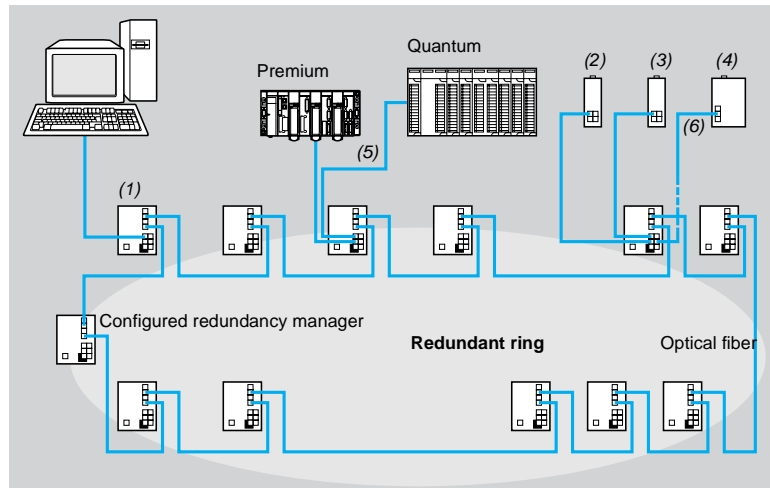 Quantum
Premium
(2)
(3)
(4)
(5)
(6)
(1)
Configured redundancy manager
Redundant ring
Optical fiber